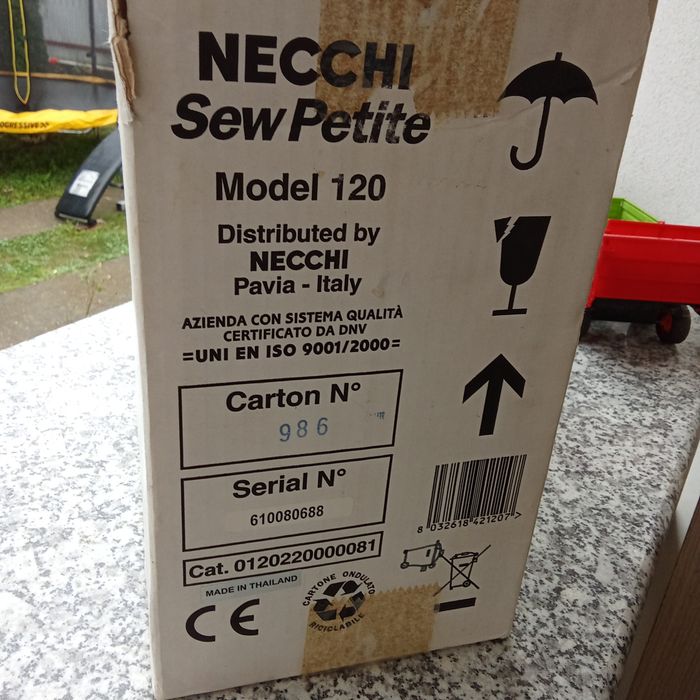 NECCHI
Sew Petite
Model 120
Distributed by
NECCHI
Pavia - Italy
AZIENDA CON SISTEMA QUALITÀ
CERTIFICATO DA DNV
=UNI EN ISO 9001/2000=
Carton N°
986
Serial N°
610080688
Cat. 0120220000081
MADE IN THAILAND
CE
CARTONE ONDULATO
RICICLABILE
8 032618 421207 >
OGRESSIVE